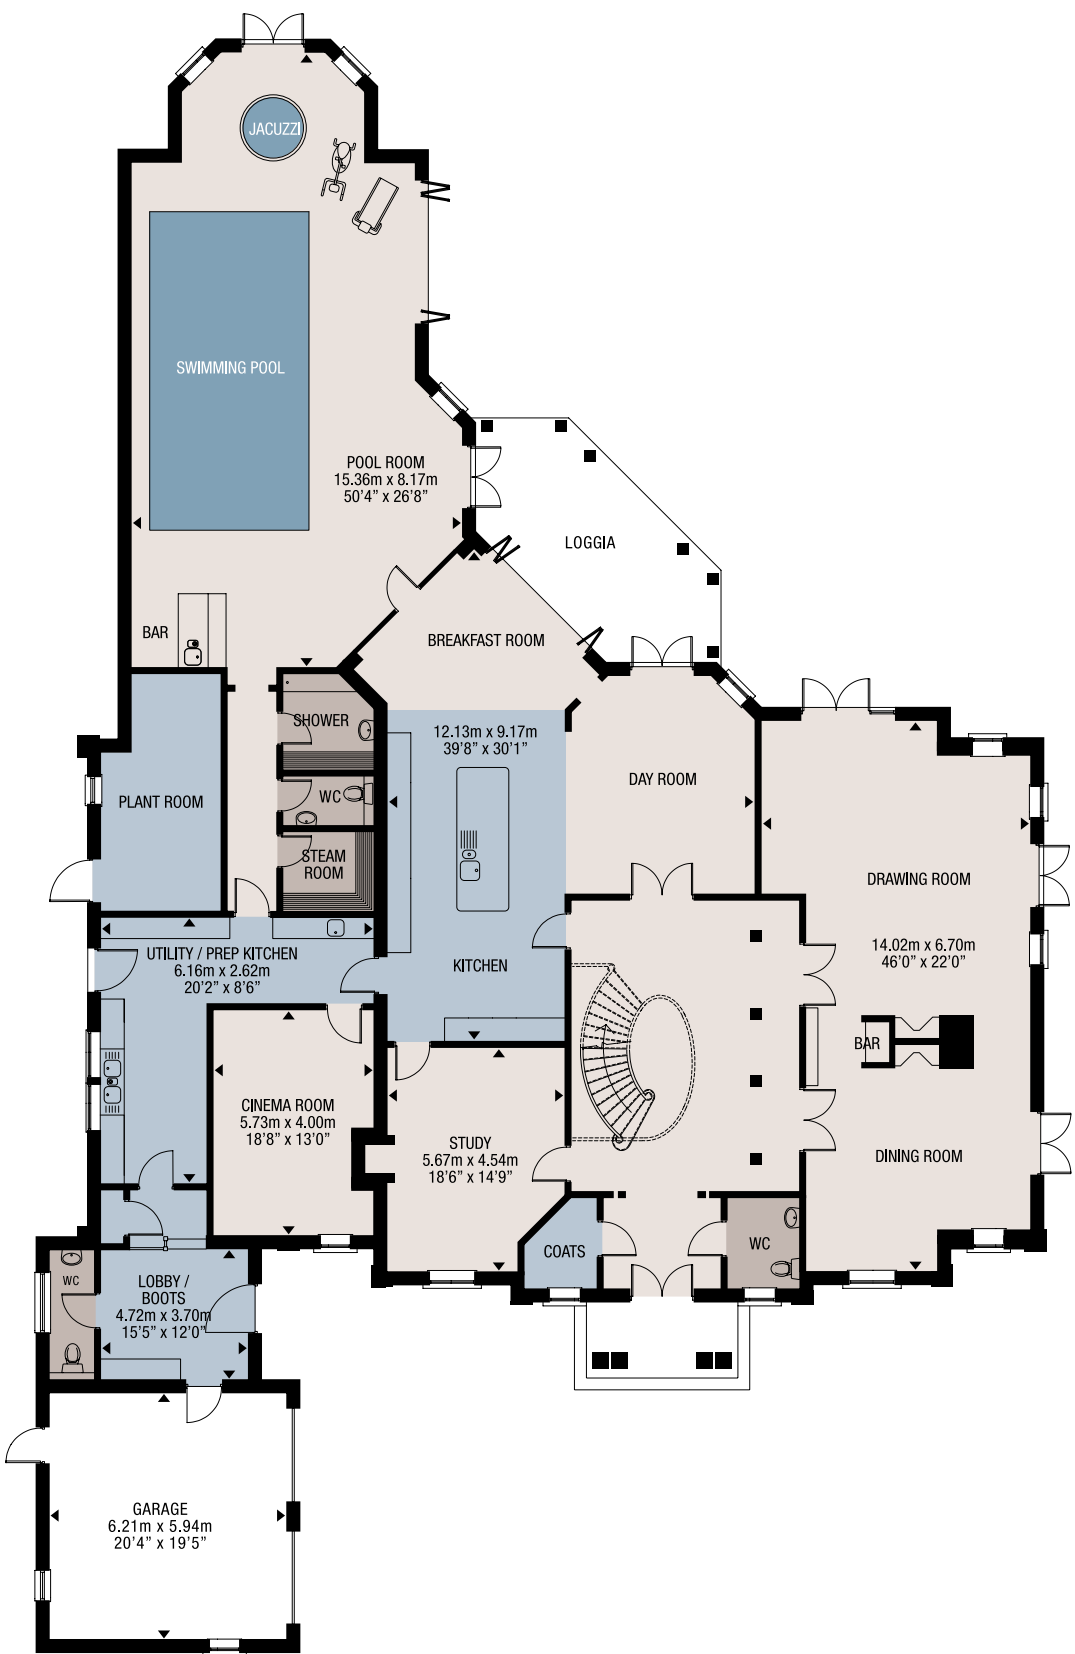 JACUZZI
SWIMMING POOL
POOL ROOM
15.36m x 8.17m
50'4" x 26'8"
LOGGIA
BAR
BREAKFAST ROOM
SHOWER
12.13m x 9.17m
39'8" x 30'1"
DAY ROOM
PLANT ROOM
WC
STEAM
ROOM
DRAWING ROOM
14.02m x 6.70m
46'0" x 22'0"
UTILITY / PREP KITCHEN
6.16m x 2.62m
20'2" x 8'6"
KITCHEN
BAR
CINEMA ROOM
5.73m x 4.00m
18'8" x 13'0"
STUDY
5.67m x 4.54m
18'6" x 14'9"
DINING ROOM
COATS
WC
WC
LOBBY /
BOOTS
4.72m x 3.70m
15'5" x 12'0"
GARAGE
6.21m x 5.94m
20'4" x 19'5"